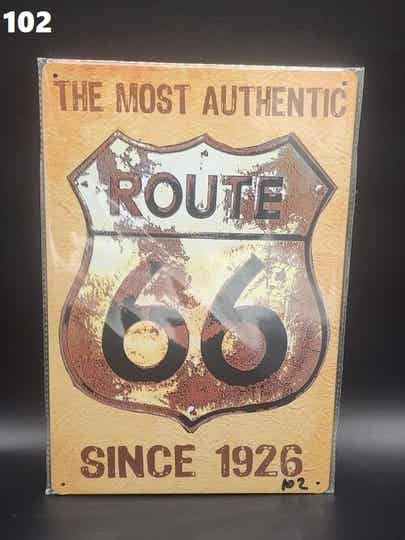 102
THE MOST AUTHENTIC
ROUTE
66
SINCE 1926
102